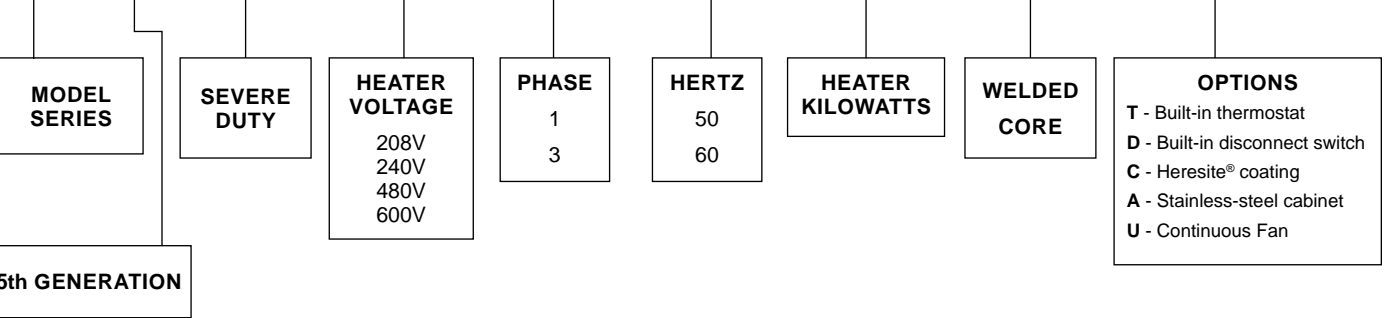 MODEL
SERIES
SEVERE
DUTY
HEATER
VOLTAGE
208V
240V
480V
600V
PHASE
1
3
HERTZ
50
60
HEATER
KILOWATTS
WELDED
CORE
OPTIONS
T - Built-in thermostat
D - Built-in disconnect switch
C - Heresite® coating
A - Stainless-steel cabinet
U - Continuous Fan
5th GENERATION